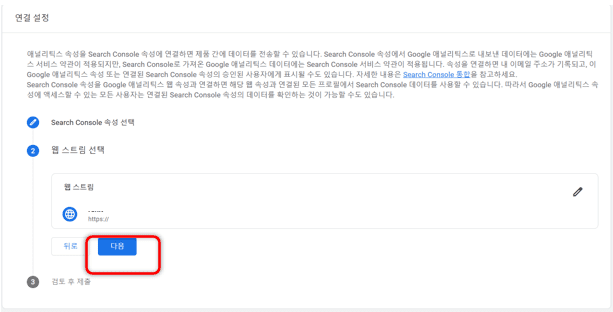 연결 설정
애널리틱스 속성을 Search Console 속성에 연결하면 제품 간에 데이터를 전송할 수 있습니다. Search Console 속성에서 Google 애널리틱스로 내보낸 데이터에는 Google 애널리틱
스 서비스 약관이 적용되지만, Search Console로 가져온 Google 애널리틱스 데이터에는 Search Console 서비스 약관이 적용됩니다. 속성을 연결하면 내 이메일 주소가 기록되고, 이
Google 애널리틱스 속성 또는 연결된 Search Console 속성의 승인된 사용자에게 표시될 수도 있습니다. 자세한 내용은 Search Console 통합을 참고하세요.
Search Console 속성을 Google 애널리틱스 웹 속성과 연결하면 해당 웹 속성과 연결된 모든 프로필에서 Search Console 데이터를 사용할 수 있습니다. 따라서 Google 애널리틱스 속
성에 액세스할 수 있는 모든 사용자는 연결된 Search Console 속성의 데이터를 확인하는 것이 가능할 수도 있습니다.
Search Console 속성 선택
2 웹 스트림 선택
웹 스트림
https://
뒤로 다음
3 검토 후 제출